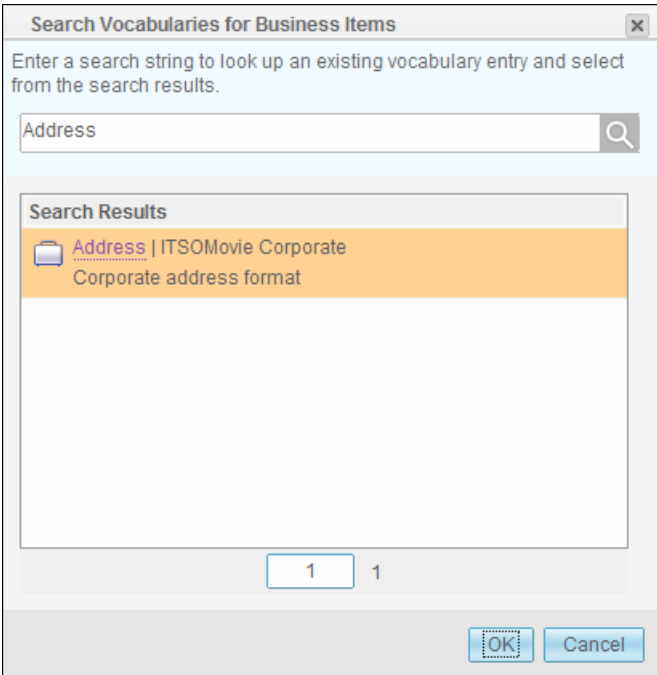 Search Vocabularies for Business Items
Enter a search string to look up an existing vocabulary entry and select
from the search results.
Address
Search Results
Address | ITSOMovie Corporate
Corporate address format
1 1
OK Cancel